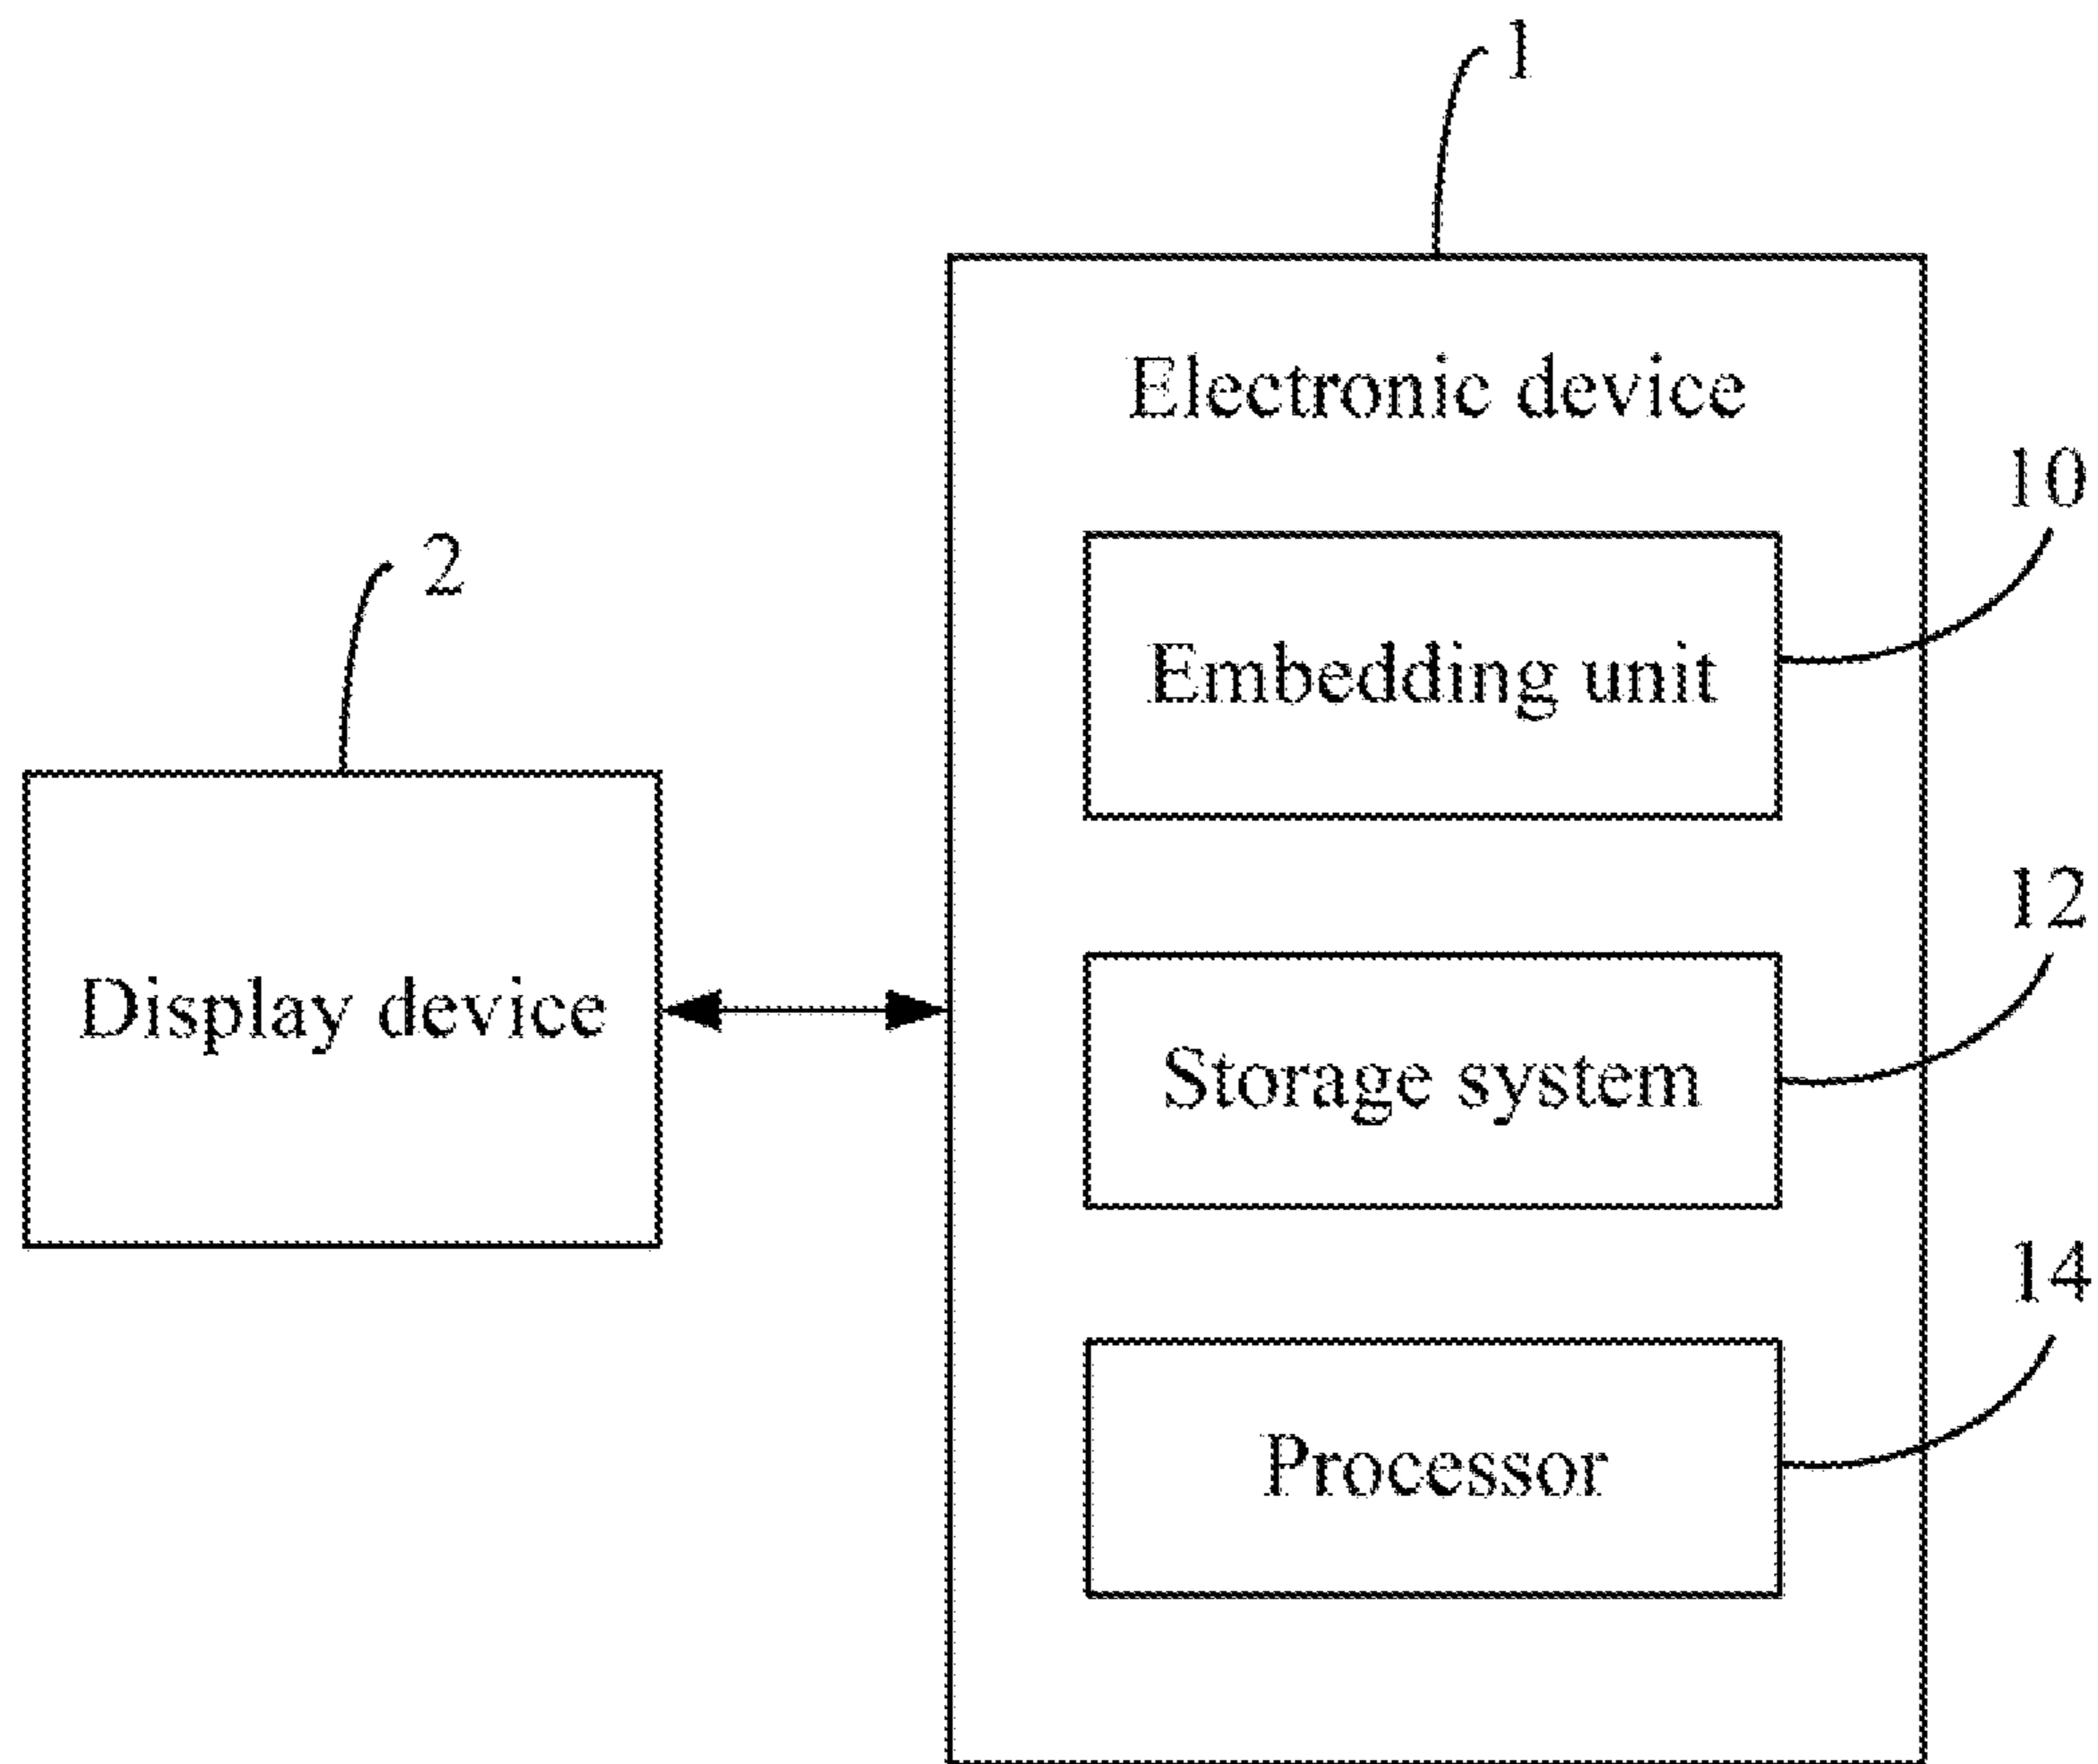 1
Electronic device
10
Embedding unit
2
12
Display device
Storage system
14
Processor